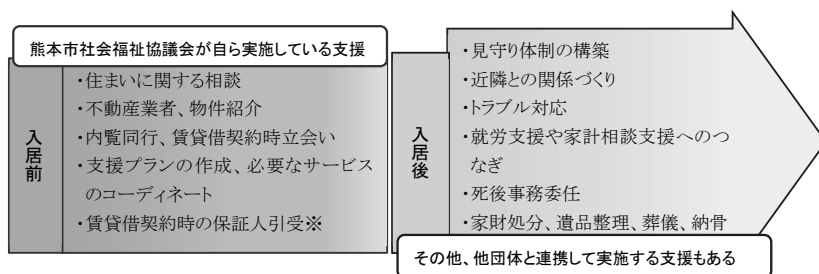 熊本市社会福祉協議会が自ら実施している支援
入居前
・住まいに関する相談
・不動産業者、物件紹介
・内覧同行、賃貸借契約時立会い
・支援プランの作成、必要なサービス
のコーディネート
・賃貸借契約時の保証人引受※
入居後
・見守り体制の構築
・近隣との関係づくり
・トラブル対応
・就労支援や家計相談支援へのつ
なぎ
・死後事務委任
・家財処分、遺品整理、葬儀、納骨
その他、他団体と連携して実施する支援もある